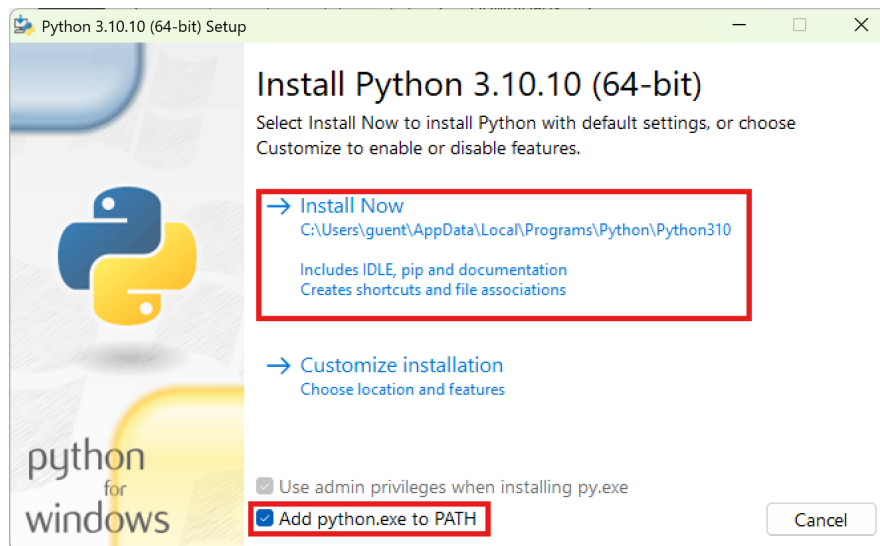 Python 3.10.10 (64-bit) Setup
Install Python 3.10.10 (64-bit)
Select Install Now to install Python with default settings, or choose
Customize to enable or disable features.
Install Now
C:\Users\guent\AppData\Local\Programs\Python\Python310
Includes IDLE, pip and documentation
Creates shortcuts and file associations
Customize installation
Choose location and features
python
for
windows
Use admin privileges when installing py.exe
Add python.exe to PATH
Cancel